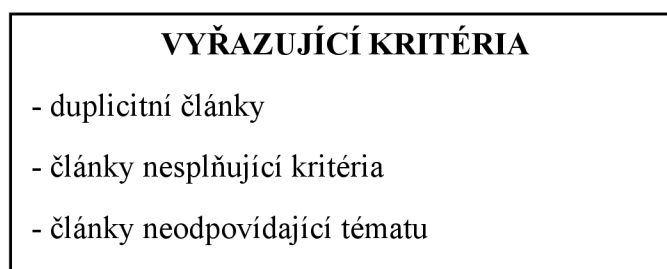 VYŘAZUJÍCÍ KRITÉRIA
- duplicitní články
- články nesplňující kritéria
- články neodpovídající tématu